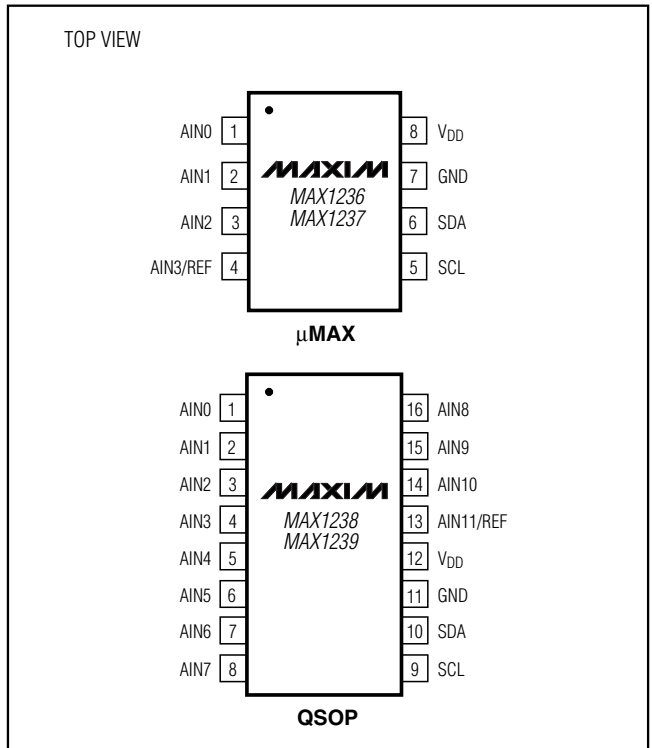 TOP VIEW
AIN0 1 8 VDD
AIN1 2 MAXIM 7 GND
MAX1236
AIN2 3 MAX1237 6 SDA
AIN3/REF 4 5 SCL
µMAX
AIN0 1 16 AIN8
AIN1 2 15 AIN9
AIN2 3 MAXIM 14 AIN10
AIN3 4 MAX1238 13 AIN11/REF
MAX1239
AIN4 5 12 VDD
AIN5 6 11 GND
AIN6 7 10 SDA
AIN7 8 9 SCL
QSOP